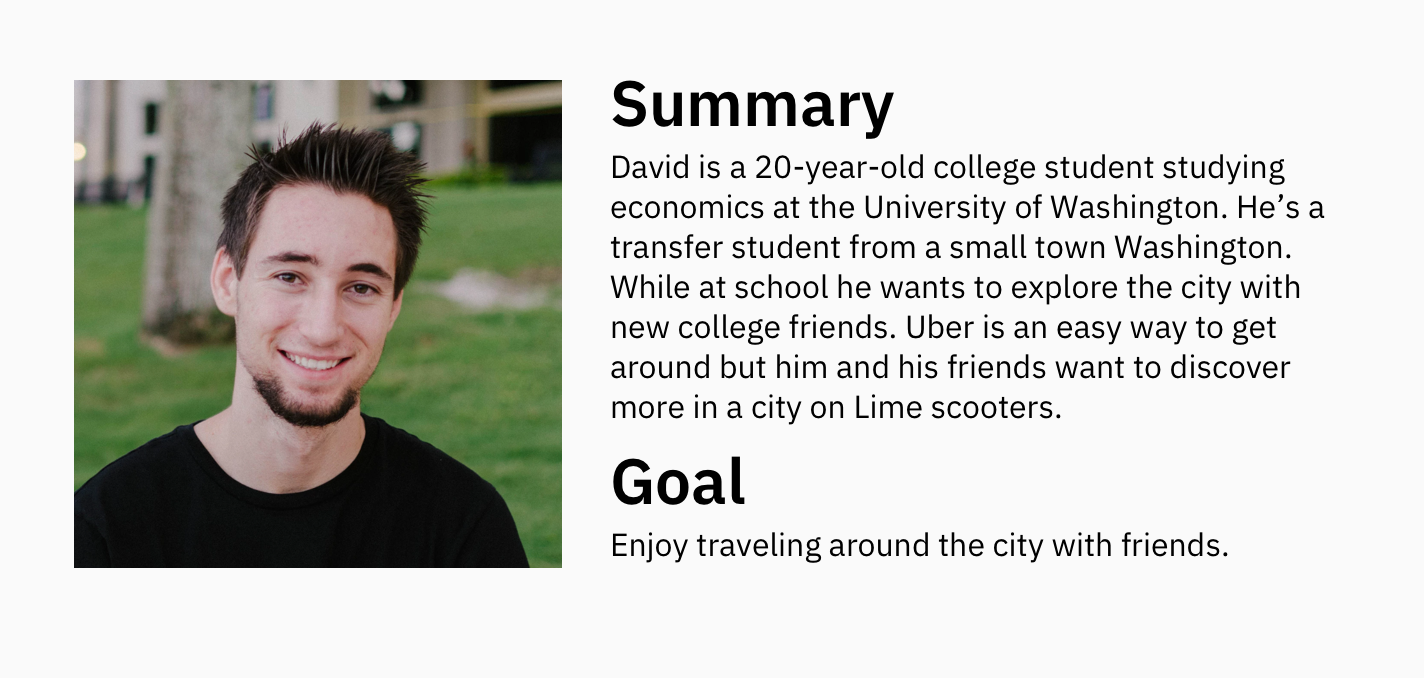 Summary
David is a 20-year-old college student studying
economics at the University of Washington. He’s a
transfer student from a small town Washington.
While at school he wants to explore the city with
new college friends. Uber is an easy way to get
around but him and his friends want to discover
more in a city on Lime scooters.
Goal
Enjoy traveling around the city with friends.